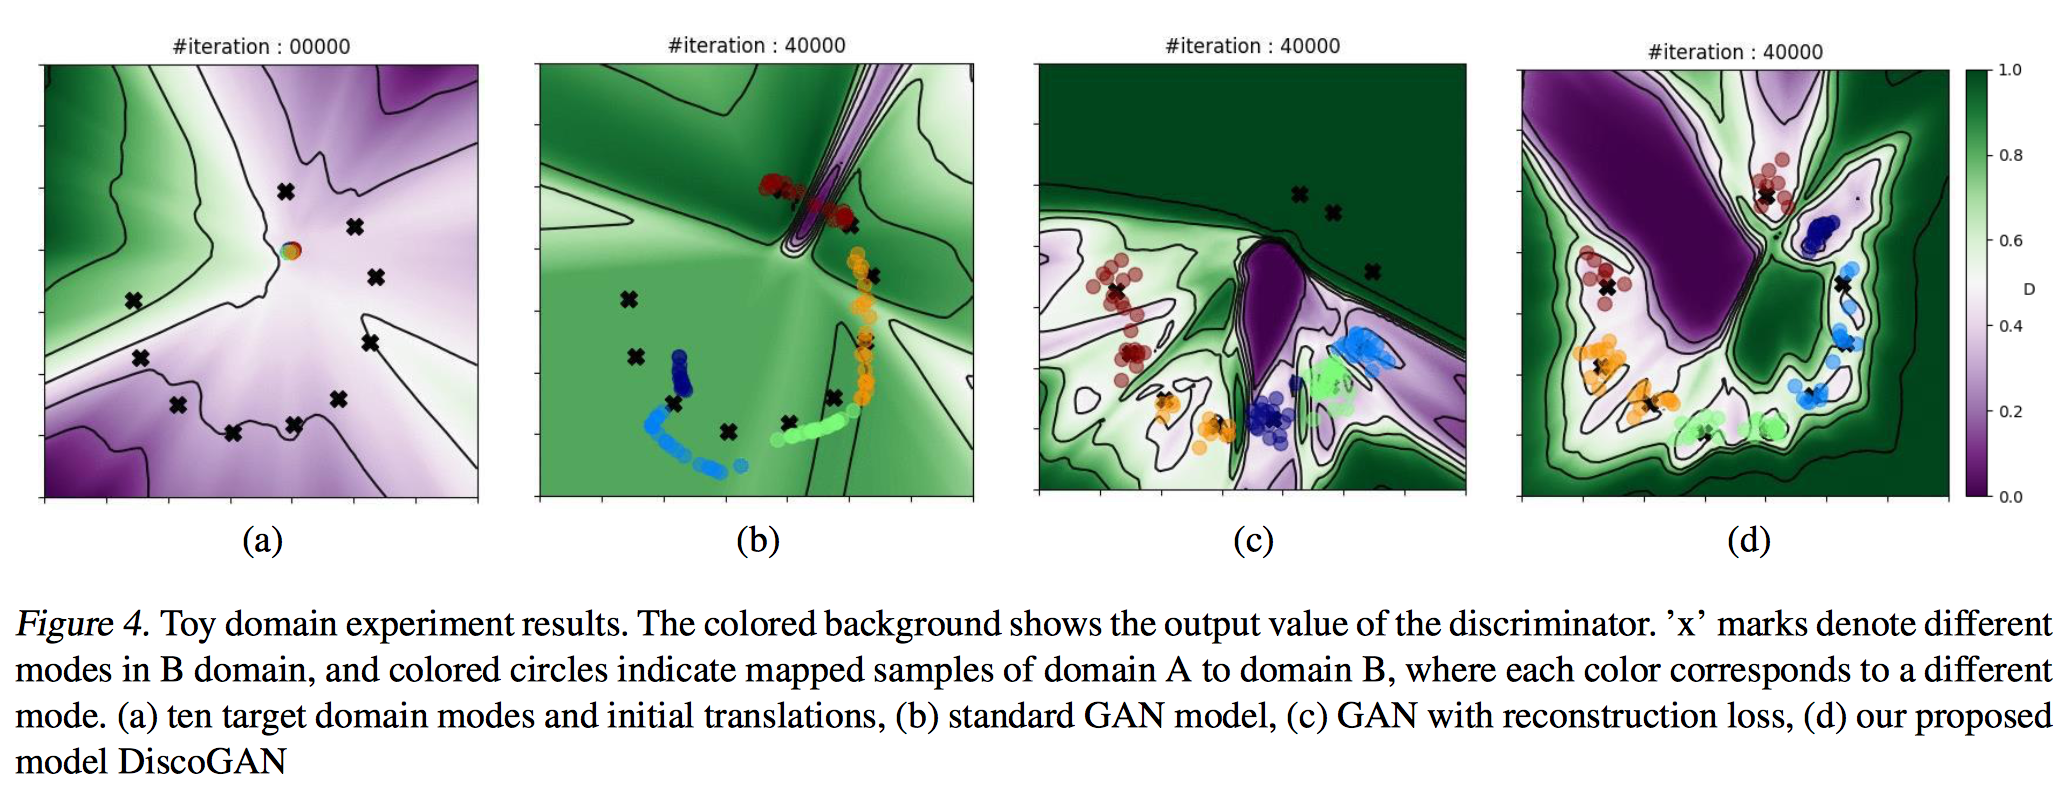 #iteration : 00000
#iteration : 40000
#iteration : 40000
#iteration : 40000
1.0
0.8
0.6
D
0.4
0.2
0.0
(a)
(b)
(c)
(d)
Figure 4. Toy domain experiment results. The colored background shows the output value of the discriminator. ’x’ marks denote different
modes in B domain, and colored circles indicate mapped samples of domain A to domain B, where each color corresponds to a different
mode. (a) ten target domain modes and initial translations, (b) standard GAN model, (c) GAN with reconstruction loss, (d) our proposed
model DiscoGAN